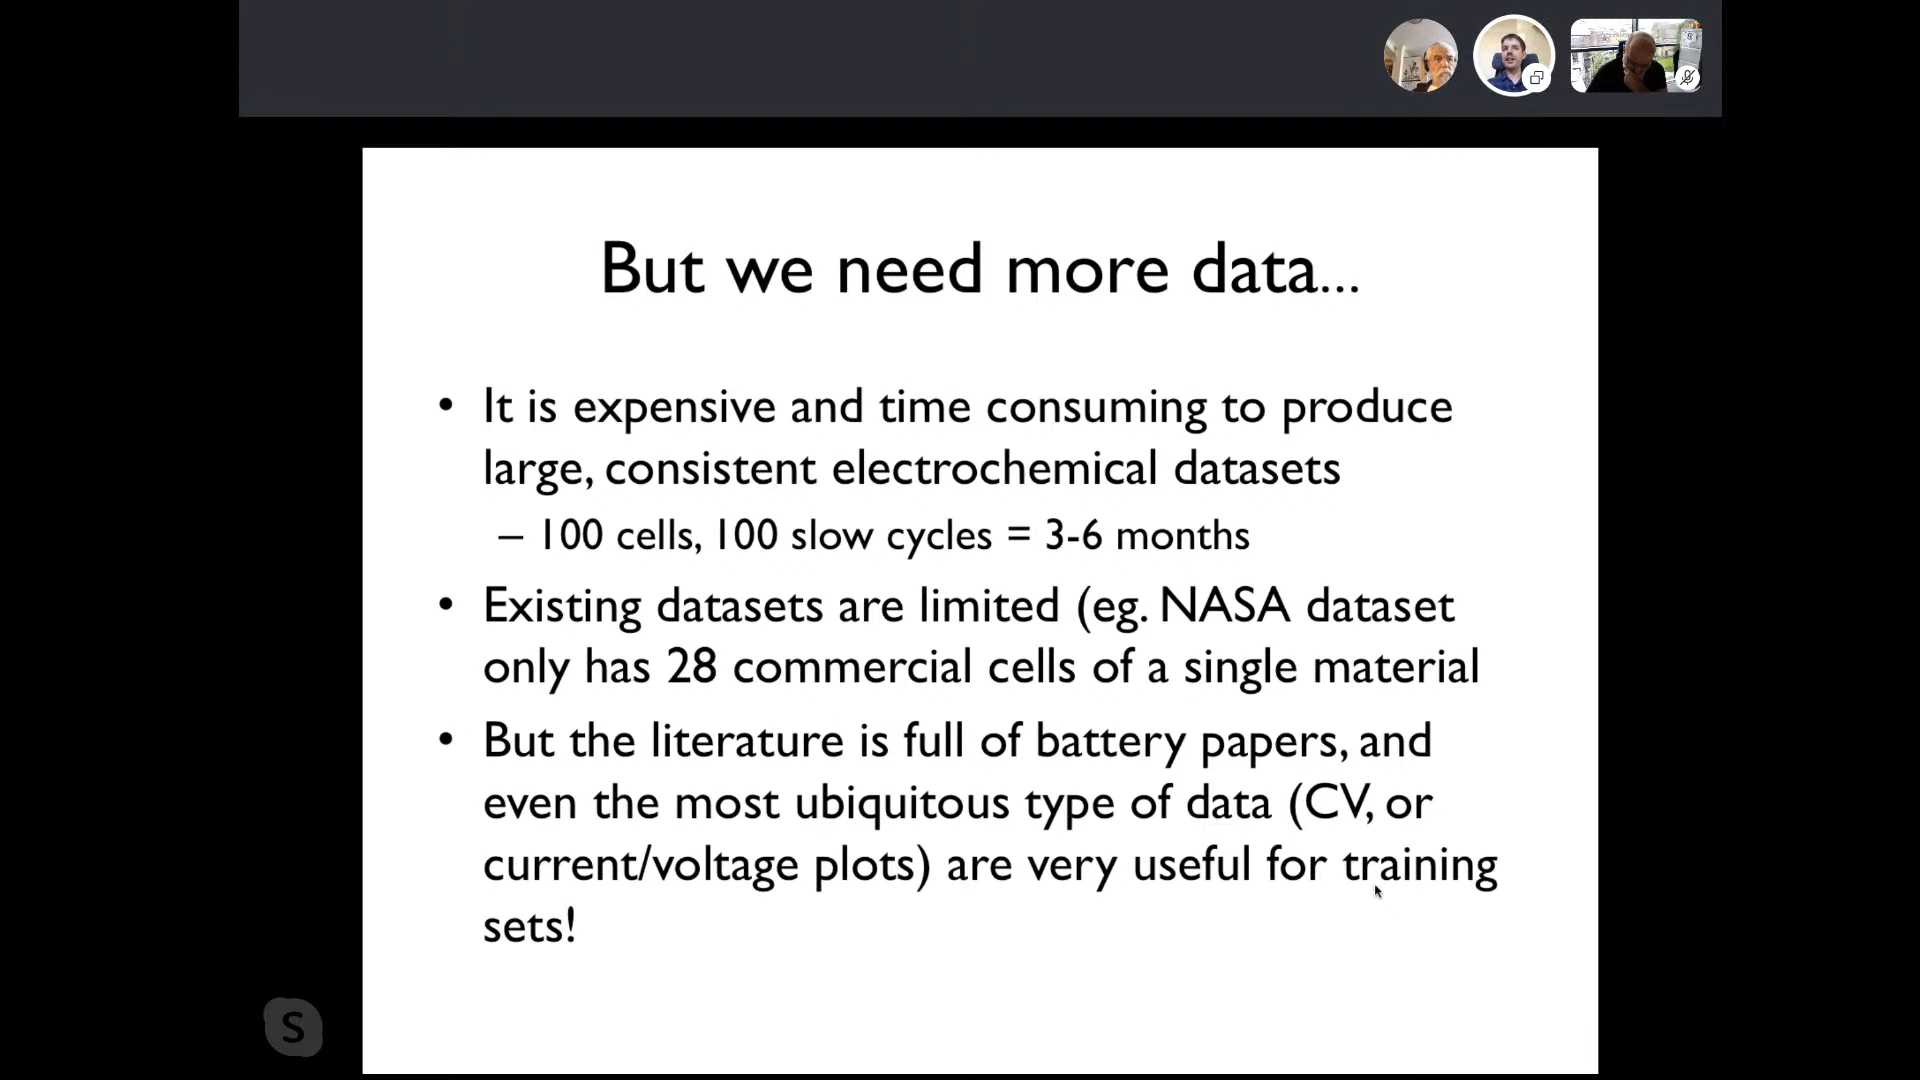 But we need more data...
• It is expensive and time consuming to produce
large, consistent electrochemical datasets
– 100 cells, 100 slow cycles = 3-6 months
• Existing datasets are limited (eg. NASA dataset
only has 28 commercial cells of a single material
• But the literature is full of battery papers, and
even the most ubiquitous type of data (CV, or
current/voltage plots) are very useful for training
sets!
S